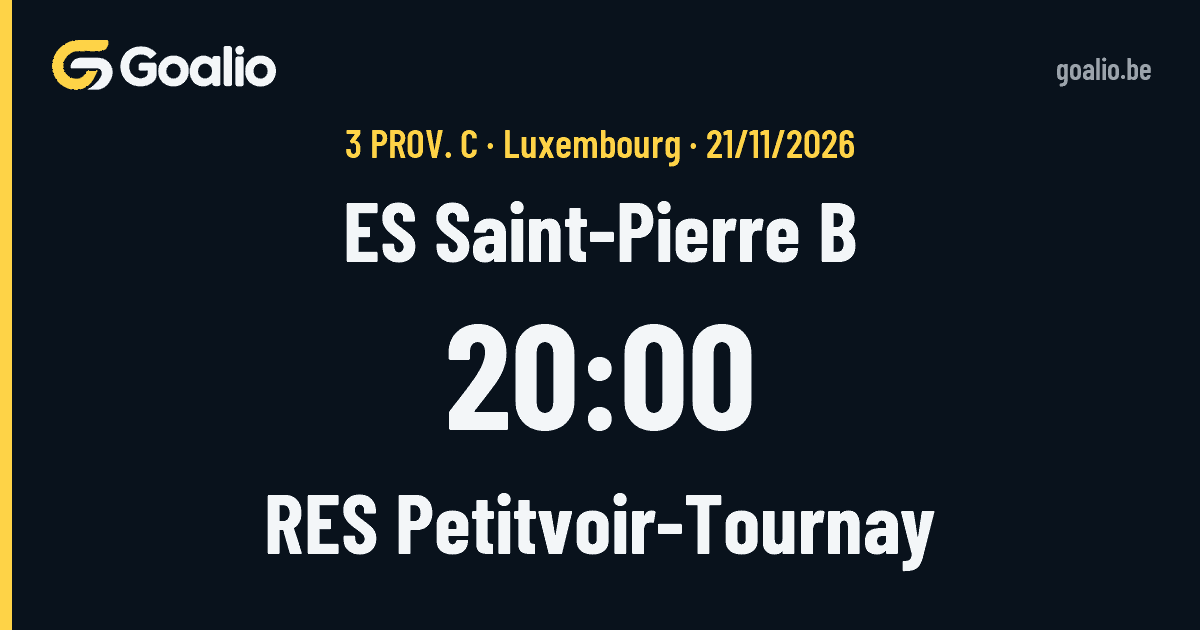 Goalio
goalio.be
3 PROV. C · Luxembourg · 21/11/2026
ES Saint-Pierre B
20:00
RES Petitvoir-Tournay